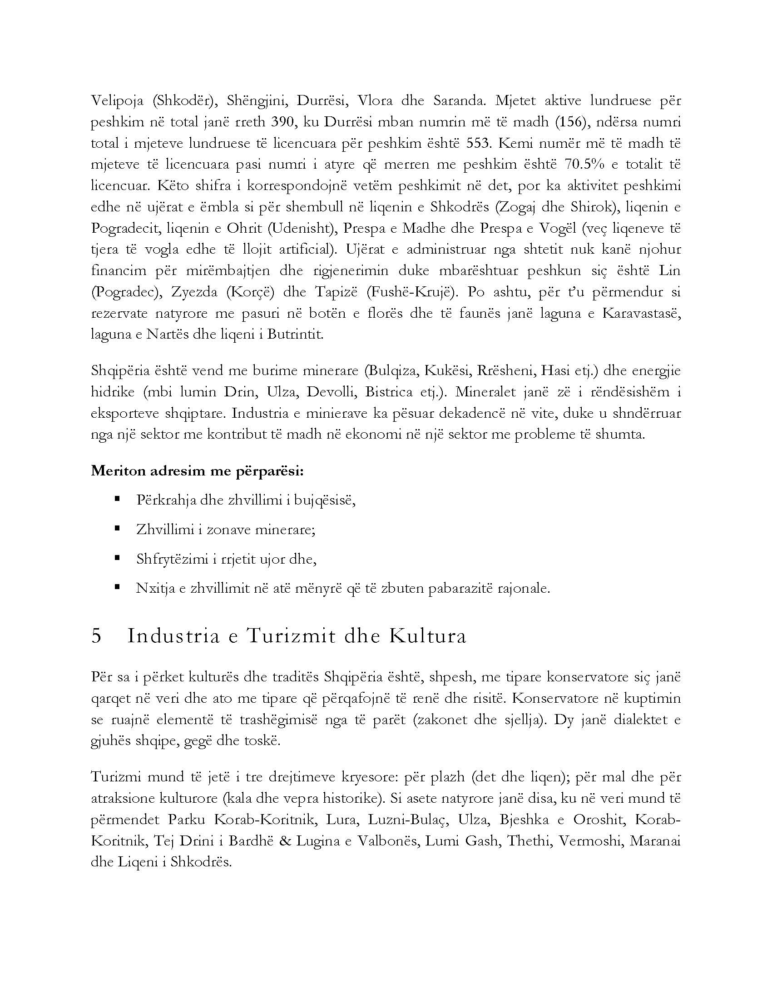 Velipoja (Shkodër), Shëngjini, Durrësi, Vlora dhe Saranda. Mjetet aktive lundruese për
peshkim në total janë rreth 390, ku Durrësi mban numrin më të madh (156), ndërsa numri
total i mjeteve lundruese të licencuara për peshkim është 553. Kemi numër më të madh të
mjeteve të licencuara pasi numri i atyre që merren me peshkim është 70.5% e totalit të
licencuar. Këto shifra i korrespondojnë vetëm peshkimit në det, por ka aktivitet peshkimi
edhe në ujërat e ëmbla si për shembull në liqenin e Shkodrës (Zogaj dhe Shirok), liqenin e
Pogradecit, liqenin e Ohrit (Udenisht), Prespa e Madhe dhe Prespa e Vogël (veç liqeneve të
tjera të vogla edhe të llojit artificial). Ujërat e administruar nga shtetit nuk kanë njohur
financim për mirëmbajtjen dhe rigjenerimin duke mbarështuar peshkun siç është Lin
(Pogradec), Zyezda (Korçë) dhe Tapizë (Fushë-Krujë). Po ashtu, për t’u përmendur si
rezervate natyrore me pasuri në botën e florës dhe të faunës janë laguna e Karavastasë,
laguna e Nartës dhe liqeni i Butrintit.
Shqipëria është vend me burime minerare (Bulqiza, Kukësi, Rrësheni, Hasi etj.) dhe energjie
hidrike (mbi lumin Drin, Ulza, Devolli, Bistrica etj.). Mineralet janë zë i rëndësishëm i
eksporteve shqiptare. Industria e minierave ka pësuar dekadencë në vite, duke u shndërruar
nga një sektor me kontribut të madh në ekonomi në një sektor me probleme të shumta.
Meriton adresim me përparësi:
▪ Përkrahja dhe zhvillimi i bujqësisë,
▪ Zhvillimi i zonave minerare;
▪ Shfrytëzimi i rrjetit ujor dhe,
▪ Nxitja e zhvillimit në atë mënyrë që të zbuten pabarazitë rajonale.
5 Industria e Turizmit dhe Kultura
Për sa i përket kulturës dhe traditës Shqipëria është, shpesh, me tipare konservatore siç janë
qarqet në veri dhe ato me tipare që përqafojnë të renë dhe risitë. Konservatore në kuptimin
se ruajnë elementë të trashëgimisë nga të parët (zakonet dhe sjellja). Dy janë dialektet e
gjuhës shqipe, gegë dhe toskë.
Turizmi mund të jetë i tre drejtimeve kryesore: për plazh (det dhe liqen); për mal dhe për
atraksione kulturore (kala dhe vepra historike). Si asete natyrore janë disa, ku në veri mund të
përmendet Parku Korab-Koritnik, Lura, Luzni-Bulaç, Ulza, Bjeshka e Oroshit, Korab-
Koritnik, Tej Drini i Bardhë & Lugina e Valbonës, Lumi Gash, Thethi, Vermoshi, Maranai
dhe Liqeni i Shkodrës.